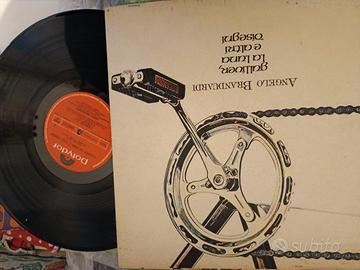 ANGELO BRANDUARDI
gulliver,
la luna
e altri
disegni
Polydor
subito